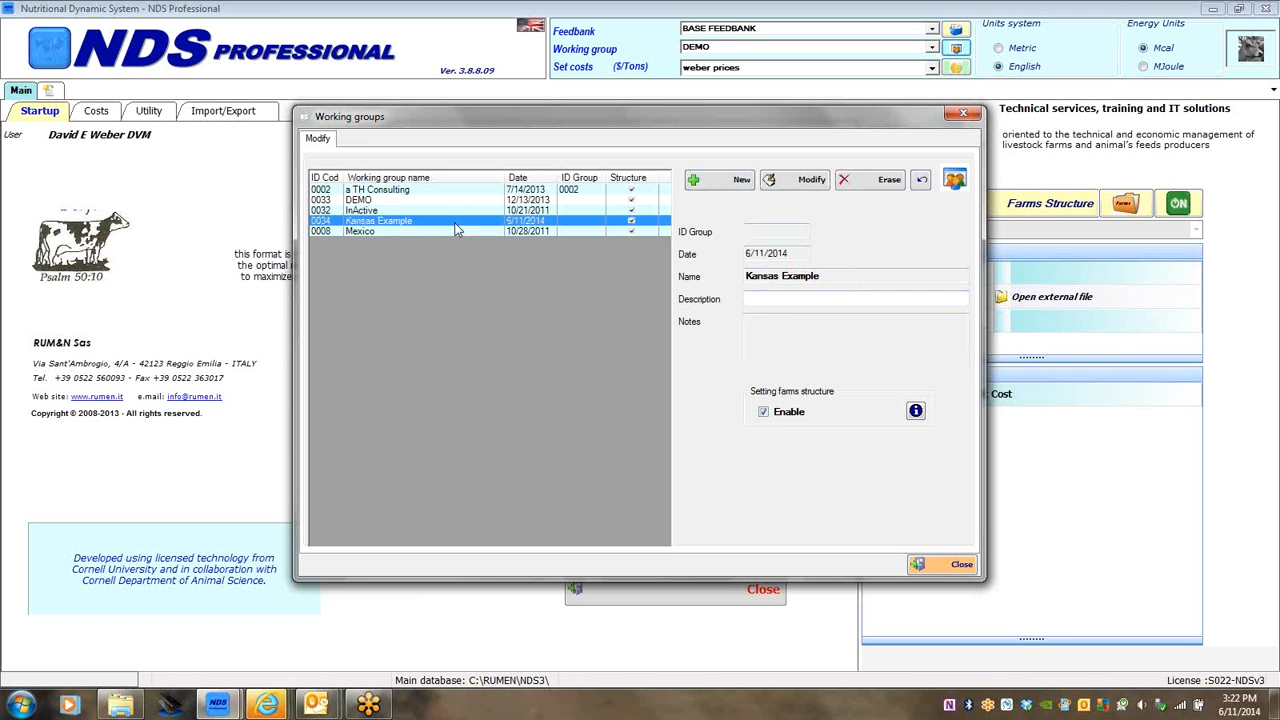 Nutritional Dynamic System - NDS Professional
NDS PROFESSIONAL
Ver. 3.8.8.09
Feedbank BASE FEEDBANK
Working group DEMO
Set costs ($/Tons) weber prices
Units system
Metric
English
Energy Units
Mcal
MJoule
Main
Startup Costs Utility Import/Export
User David E Weber DVM
Technical services, training and IT solutions
oriented to the technical and economic management of
livestock farms and animal's feeds producers
Farms Structure Farms ON
Psalm 50:10
this format is
the optimal
to maximize
RUM&N Sas
Via Sant'Ambrogio, 4/A - 42123 Reggio Emilia - ITALY
Tel. +39 0522 560093 - Fax +39 0522 363017
Web site: www.rumen.it e.mail: info@rumen.it
Copyright © 2008-2013 - All rights reserved.
Developed using licensed technology from
Cornell University and in collaboration with
Cornell Department of Animal Science.
Working groups
Modify
ID Cod Working group name Date ID Group Structure
0002 a TH Consulting 7/14/2013 0002
0033 DEMO 12/13/2013
0032 InActive 10/21/2011
0034 Kansas Example 6/11/2014
0008 Mexico 10/28/2011
New Modify Erase
ID Group
Date 6/11/2014
Name Kansas Example
Description
Notes
Setting farms structure
Enable
Close
Open external file
Cost
Close
Main database: C:\RUMEN\NDS3\
License :S022-NDSv3
NDS
3:22 PM
6/11/2014